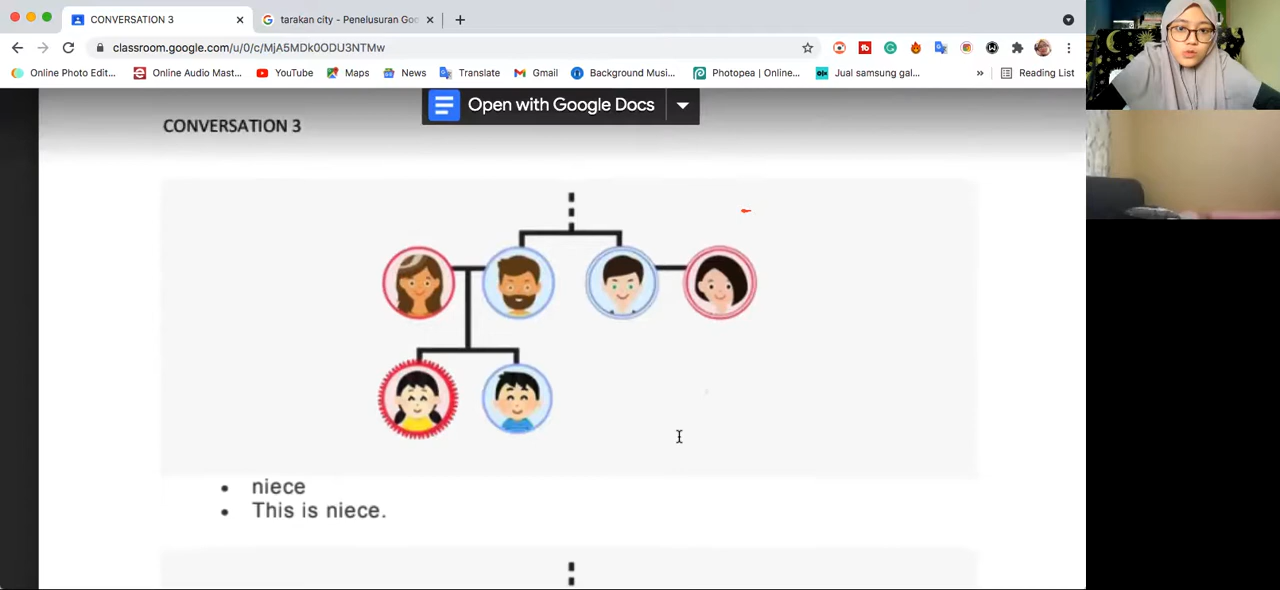 CONVERSATION 3
tarakan city - Penelusuran Goo
classroom.google.com/u/0/c/MjA5MDk0ODU3NTMw
Online Photo Edit... Online Audio Mast... YouTube Maps News Translate Gmail Background Musi... Photopea | Online... Jual samsung gal... » Reading List
Open with Google Docs
CONVERSATION 3
niece
This is niece.